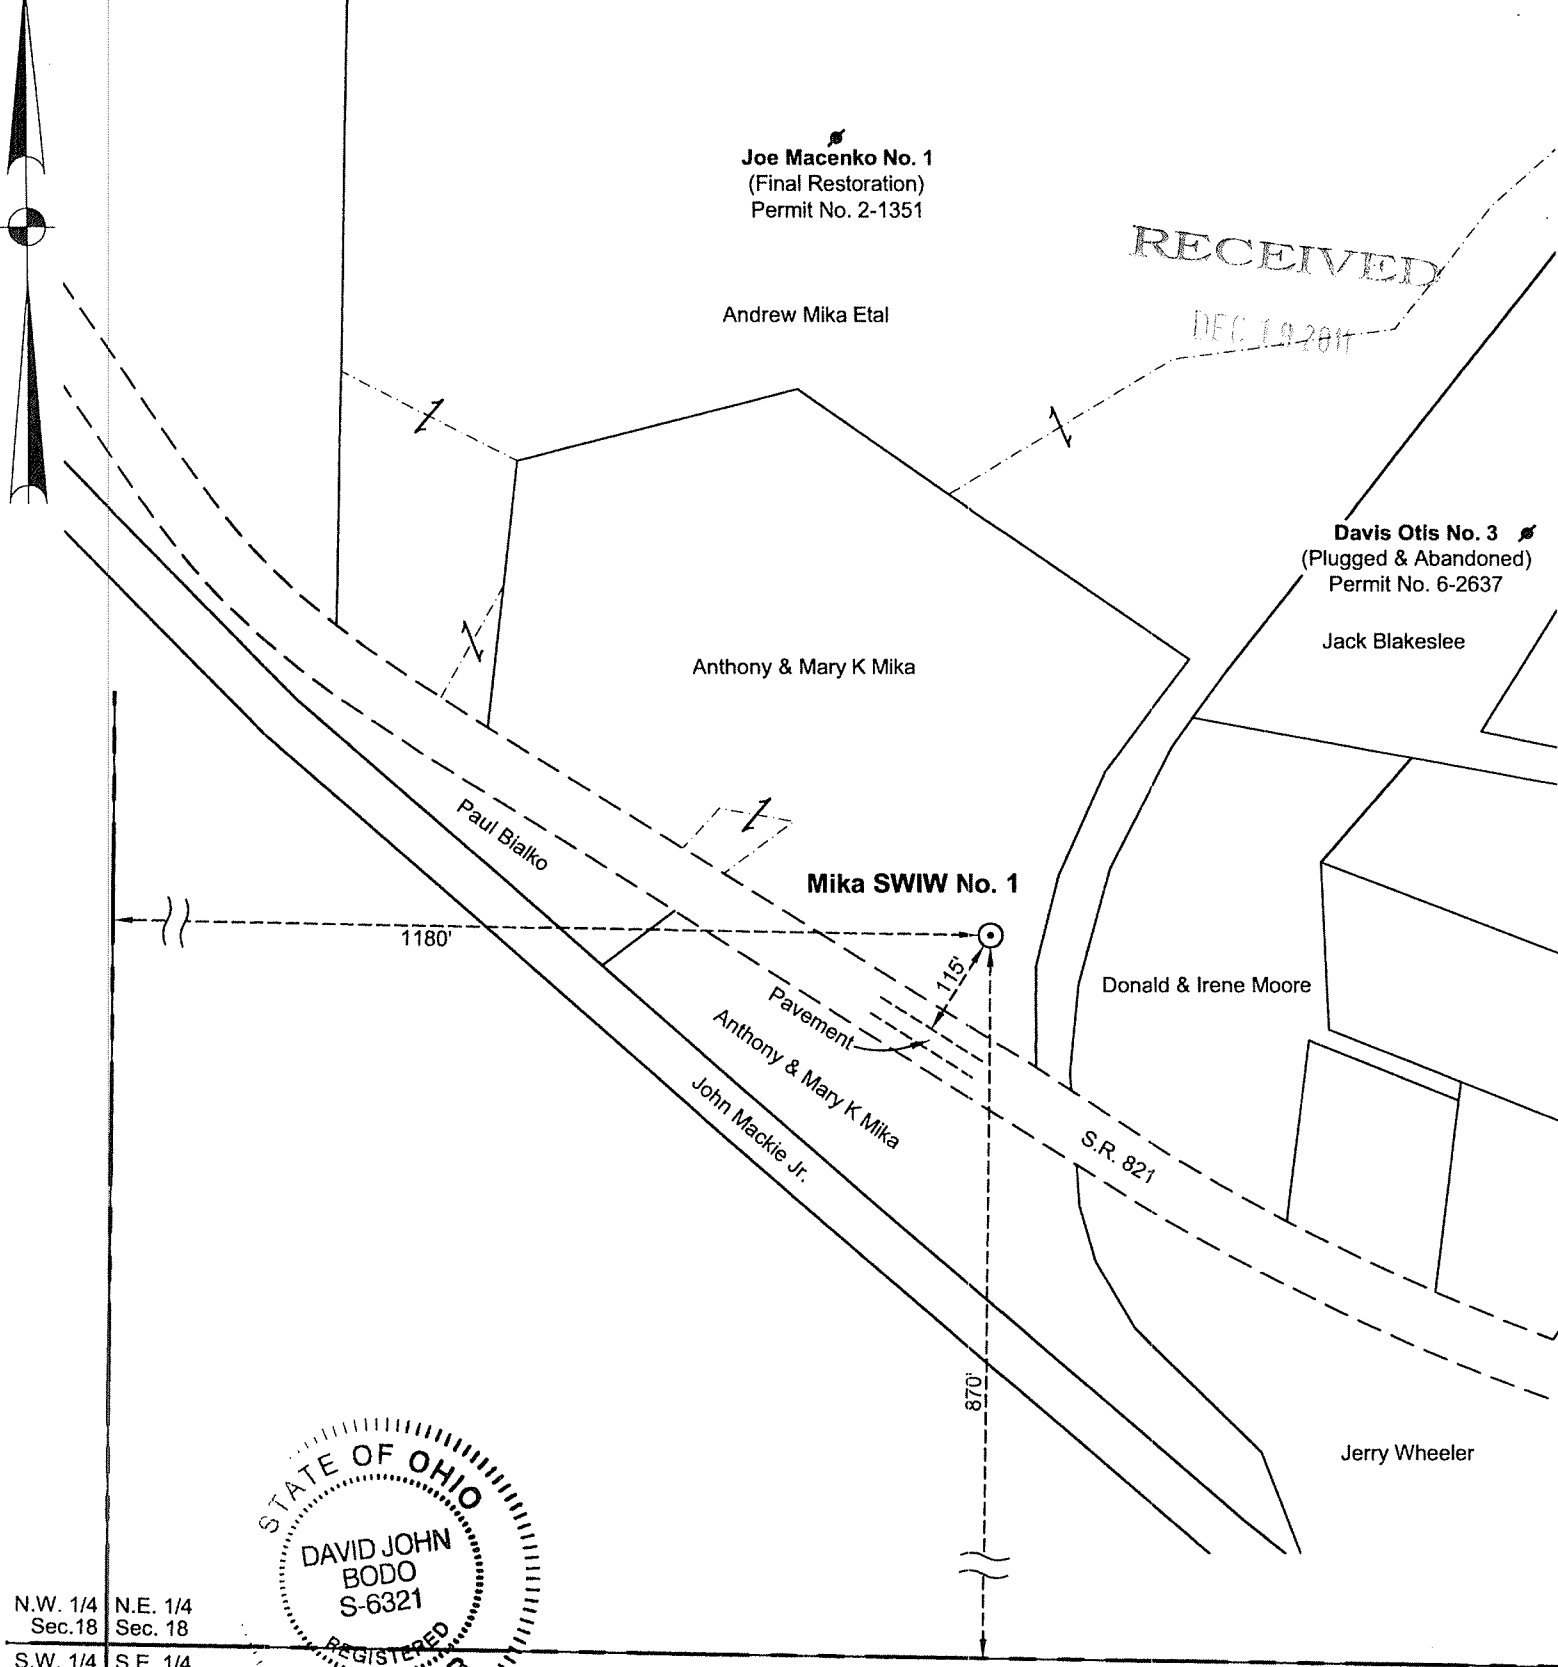 Joe Macenko No. 1
(Final Restoration)
Permit No. 2-1351
RECEIVED
Andrew Mika Etal
DEC 19 2011
Davis Otis No. 3
(Plugged & Abandoned)
Permit No. 6-2637
Jack Blakeslee
Anthony & Mary K Mika
Paul Bialko
Mika SWIW No. 1
1180'
115'
Donald & Irene Moore
Pavement
Anthony & Mary K Mika
John Mackie Jr.
S.R. 821
870'
Jerry Wheeler
STATE OF OHIO
DAVID JOHN
BODO
S-6321
REGISTERED
N.W. 1/4 N.E. 1/4
Sec.18 Sec. 18
S.W. 1/4 S.E. 1/4